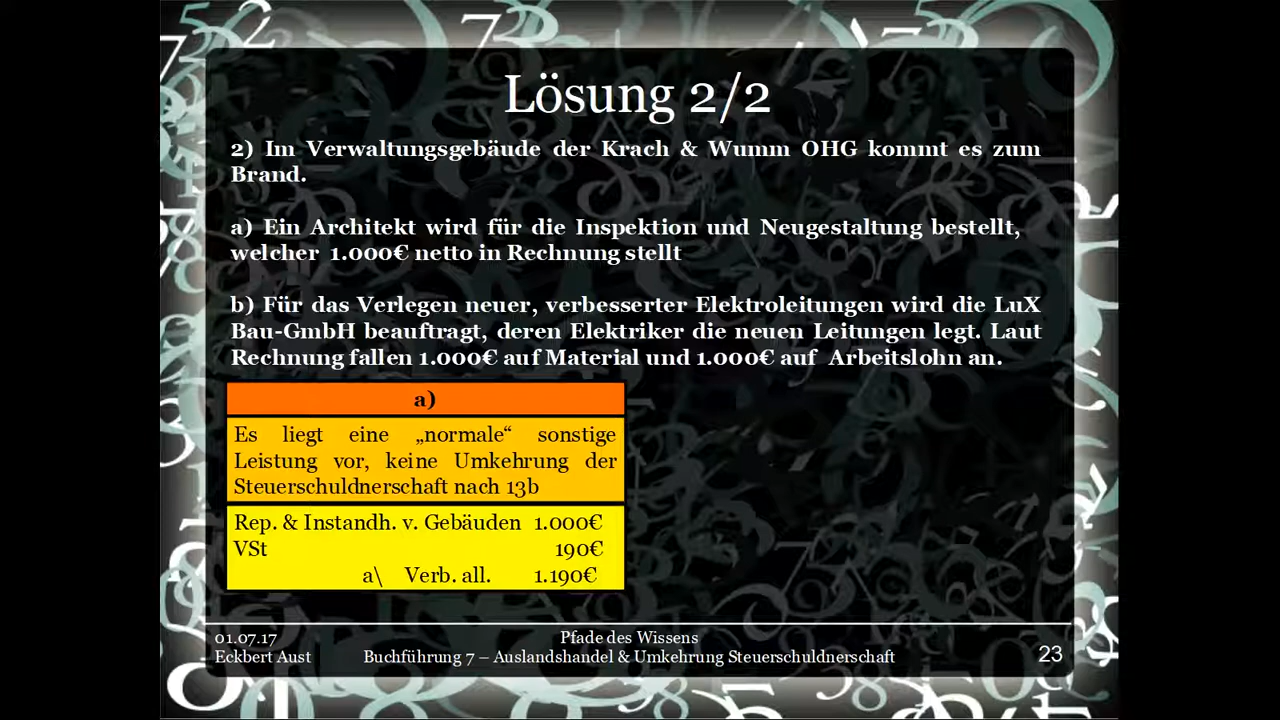 Lösung 2/2
2) Im Verwaltungsgebäude der Krach & Wumm OHG kommt es zum
Brand.
a) Ein Architekt wird für die Inspektion und Neugestaltung bestellt,
welcher 1.000€ netto in Rechnung stellt
b) Für das Verlegen neuer, verbesserter Elektroleitungen wird die LuX
Bau-GmbH beauftragt, deren Elektriker die neuen Leitungen legt. Laut
Rechnung fallen 1.000€ auf Material und 1.000€ auf Arbeitslohn an.
a)
Es liegt eine „normale“ sonstige
Leistung vor, keine Umkehrung der
Steuerschuldnerschaft nach 13b
Rep. & Instandh. v. Gebäuden 1.000€
VSt 190€
a\ Verb. all. 1.190€
01.07.17 Pfade des Wissens
Eckbert Aust Buchführung 7 – Auslandshandel & Umkehrung Steuerschuldnerschaft 23